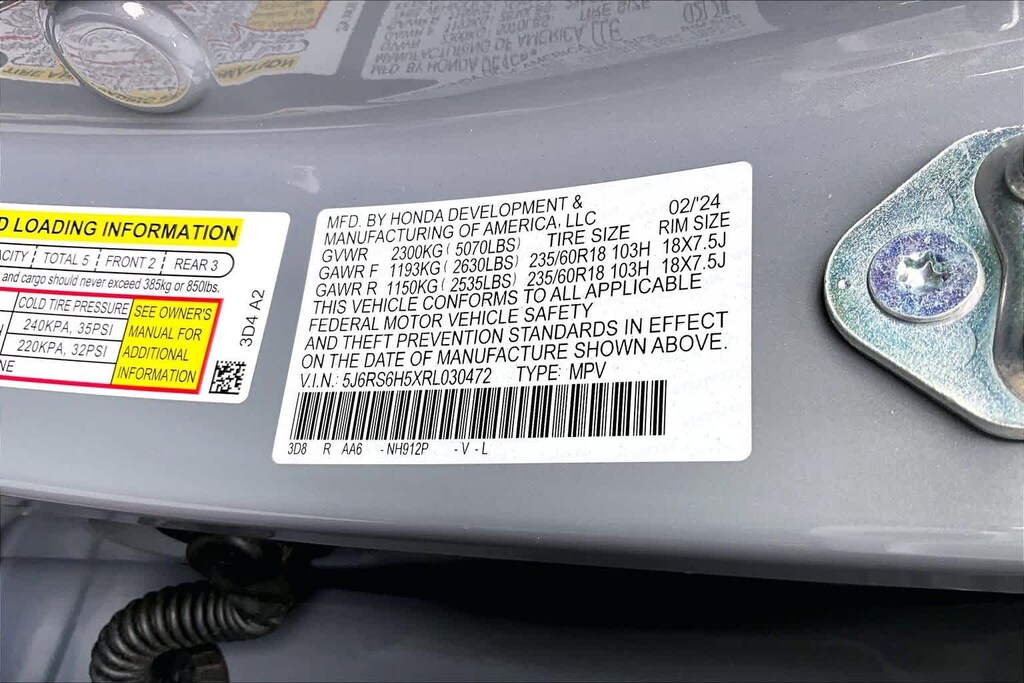 D LOADING INFORMATION
ACITY TOTAL 5 FRONT 2 REAR 3
and cargo should never exceed 385kg or 850lbs.
COLD TIRE PRESSURE
240KPA, 35PSI
220KPA, 32PSI
NE
SEE OWNER'S
MANUAL FOR
ADDITIONAL
INFORMATION
3D4 A2
MFD. BY HONDA DEVELOPMENT & 02/'24
MANUFACTURING OF AMERICA, LLC
GVWR 2300KG ( 5070LBS) TIRE SIZE RIM SIZE
GAWR F 1193KG ( 2630LBS) 235/60R18 103H 18X7.5J
GAWR R 1150KG ( 2535LBS) 235/60R18 103H 18X7.5J
THIS VEHICLE CONFORMS TO ALL APPLICABLE
FEDERAL MOTOR VEHICLE SAFETY
AND THEFT PREVENTION STANDARDS IN EFFECT
ON THE DATE OF MANUFACTURE SHOWN ABOVE.
V.I.N.: 5J6RS6H5XRL030472 TYPE: MPV
3D8 R AA6 -NH912P -V-L